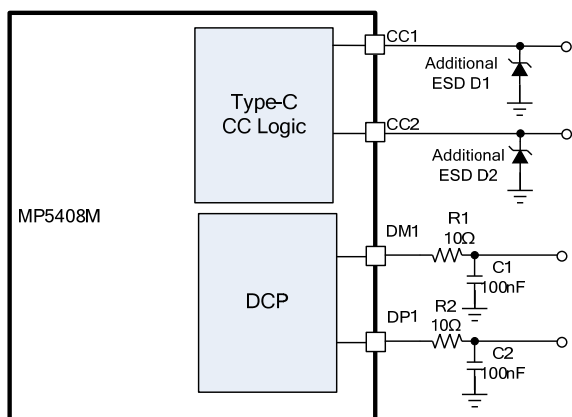 CC1
Additional
ESD D1
Type-C
CC Logic
CC2
Additional
ESD D2
MP5408M
DM1
R1
10Ω
C1
100nF
DCP
DP1
R2
10Ω
C2
100nF